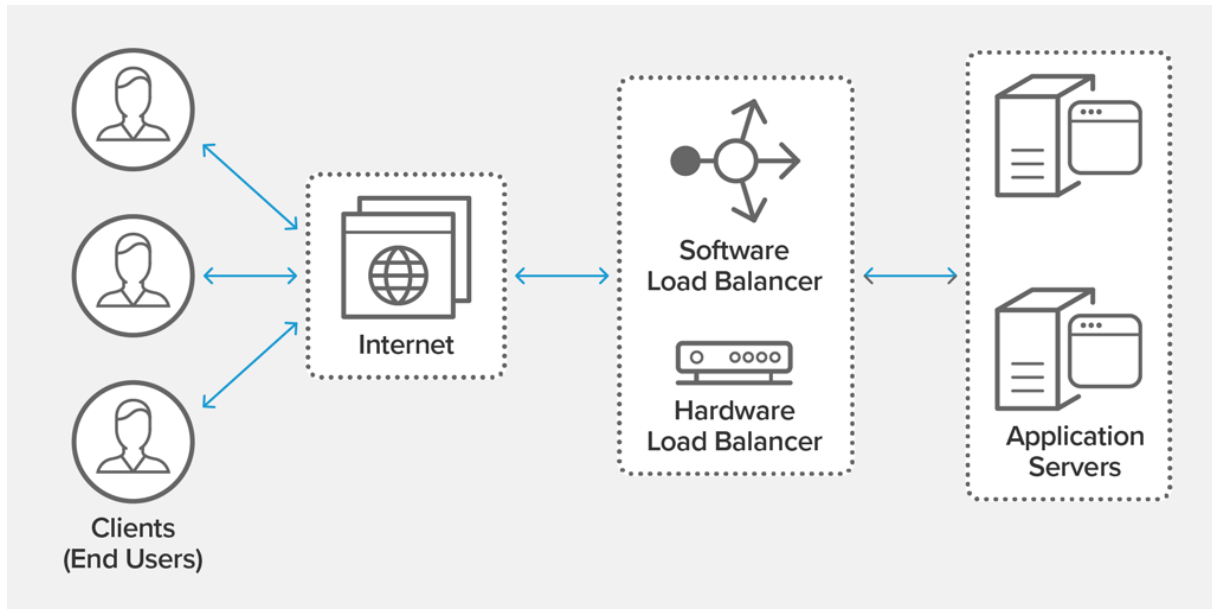 Clients
(End Users)
Internet
Software
Load Balancer
Hardware
Load Balancer
Application
Servers